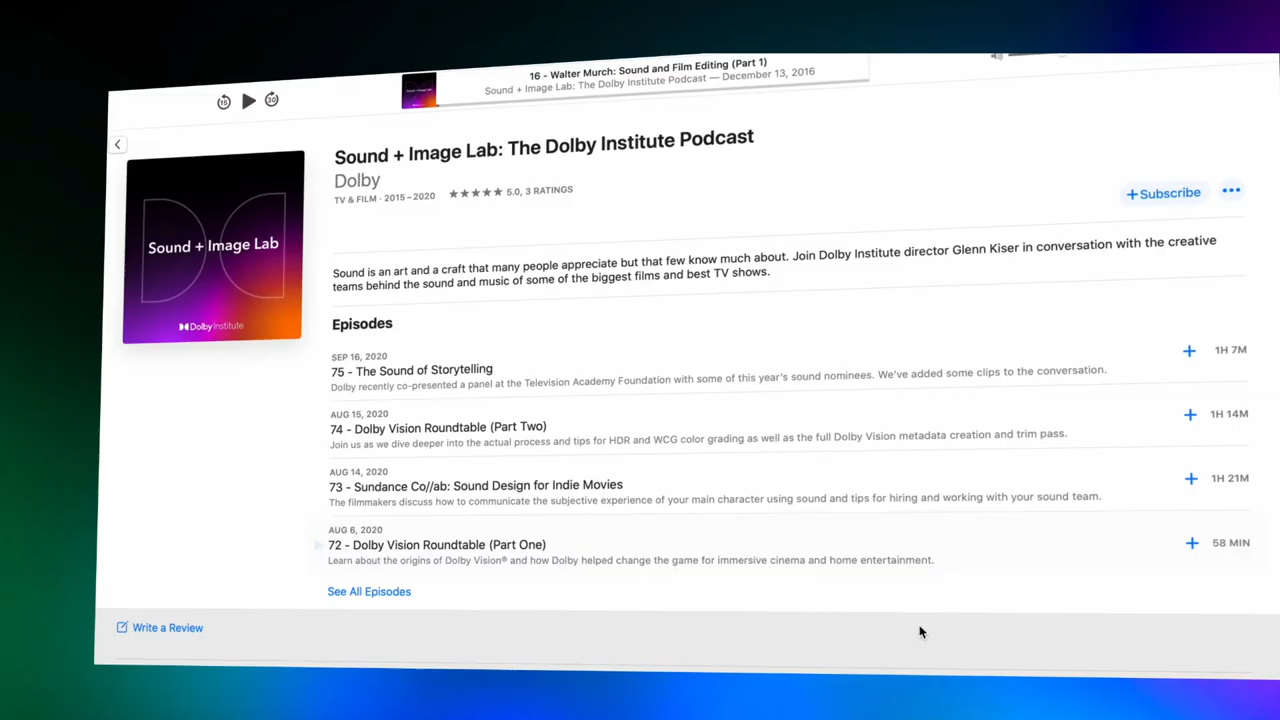 15
30
16 - Walter Murch: Sound and Film Editing (Part 1)
Sound + Image Lab: The Dolby Institute Podcast — December 13, 2016
Sound + Image Lab
Dolby Institute
Sound + Image Lab: The Dolby Institute Podcast
Dolby
TV & FILM · 2015–2020 ★★★★★ 5.0, 3 RATINGS
+ Subscribe •••
Sound is an art and a craft that many people appreciate but that few know much about. Join Dolby Institute director Glenn Kiser in conversation with the creative
teams behind the sound and music of some of the biggest films and best TV shows.
Episodes
SEP 16, 2020
75 - The Sound of Storytelling
Dolby recently co-presented a panel at the Television Academy Foundation with some of this year's sound nominees. We've added some clips to the conversation.
+ 1H 7M
AUG 15, 2020
74 - Dolby Vision Roundtable (Part Two)
Join us as we dive deeper into the actual process and tips for HDR and WCG color grading as well as the full Dolby Vision metadata creation and trim pass.
+ 1H 14M
AUG 14, 2020
73 - Sundance Co//ab: Sound Design for Indie Movies
The filmmakers discuss how to communicate the subjective experience of your main character using sound and tips for hiring and working with your sound team.
+ 1H 21M
AUG 6, 2020
72 - Dolby Vision Roundtable (Part One)
Learn about the origins of Dolby Vision® and how Dolby helped change the game for immersive cinema and home entertainment.
+ 58 MIN
See All Episodes
Write a Review